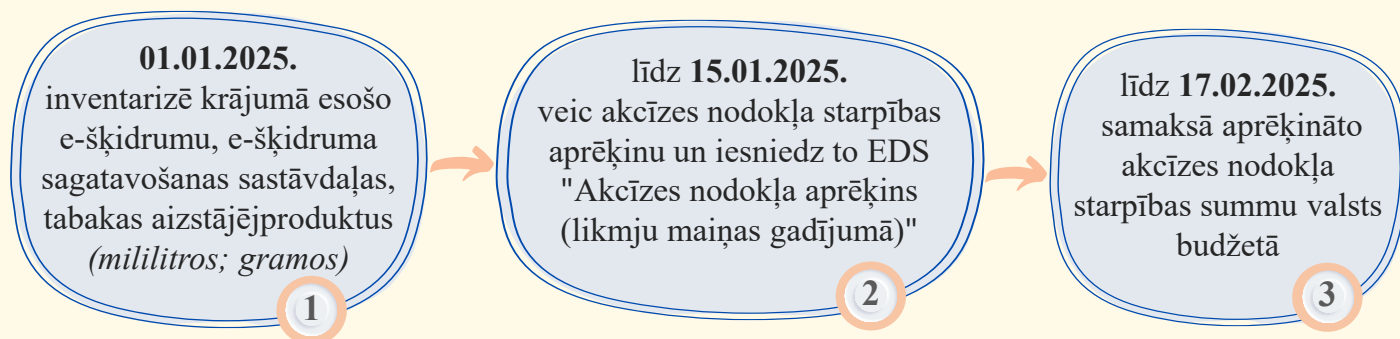 01.01.2025.
inventarizē krājumā esošo
e-šķidrumu, e-šķidruma
sagatavošanas sastāvdaļas,
tabakas aizstājējproduktus
(mililitros; gramos)
1
līdz 15.01.2025.
veic akcīzes nodokļa starpības
aprēķinu un iesniedz to EDS
"Akcīzes nodokļa aprēķins
(likmju maiņas gadījumā)"
2
līdz 17.02.2025.
samaksā aprēķināto
akcīzes nodokļa
starpības summu valsts
budžetā
3